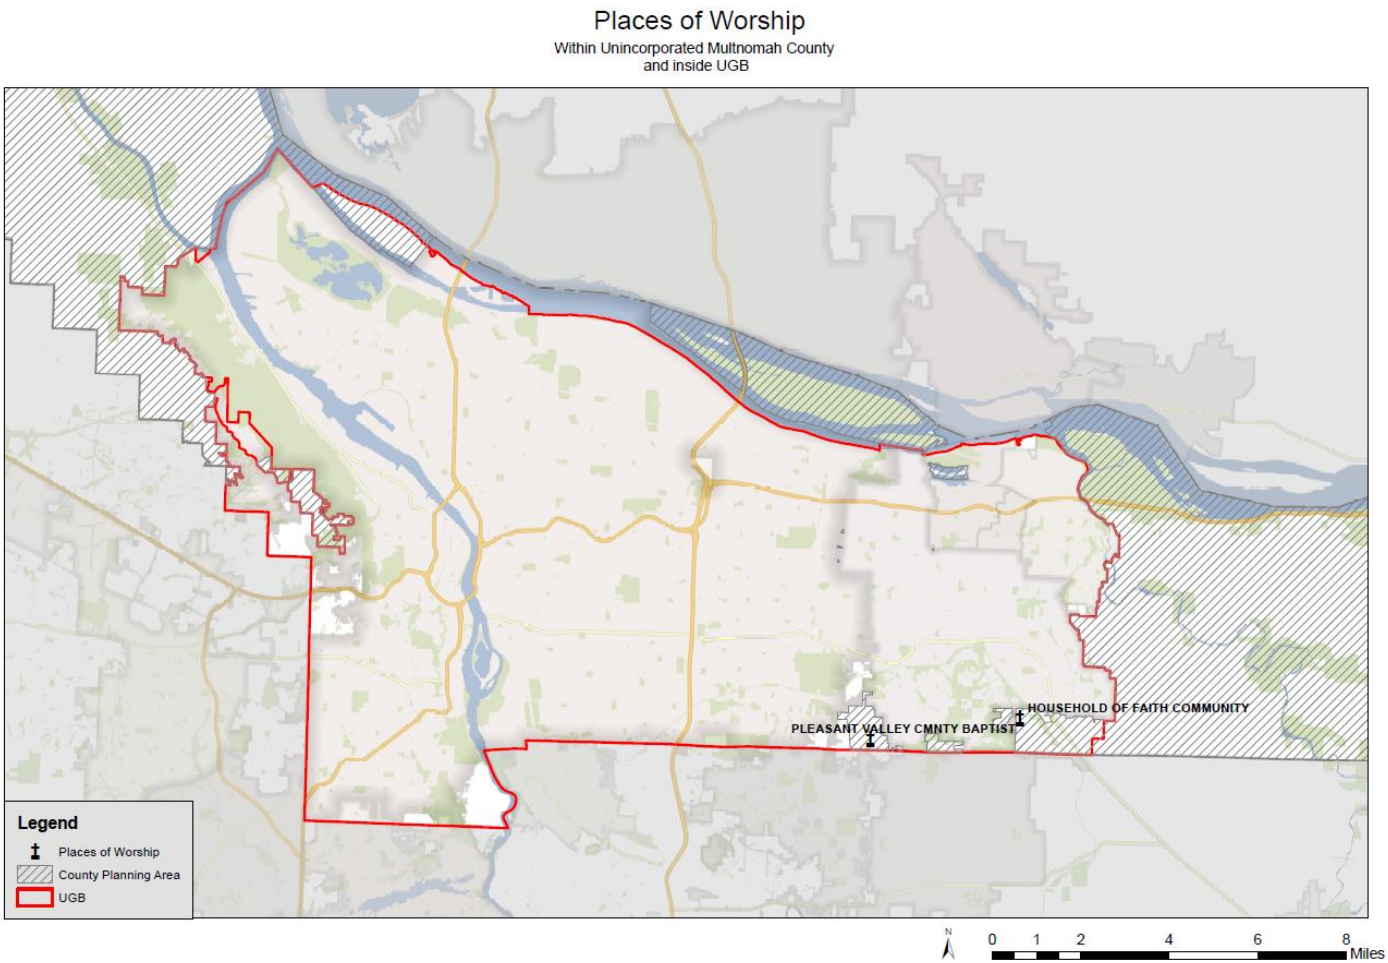 Places of Worship
Within Unincorporated Multnomah County
and inside UGB
HOUSEHOLD OF FAITH COMMUNITY
PLEASANT VALLEY CMNTY BAPTIST
Legend
Places of Worship
County Planning Area
UGB
N
0 1 2 4 6 8
Miles